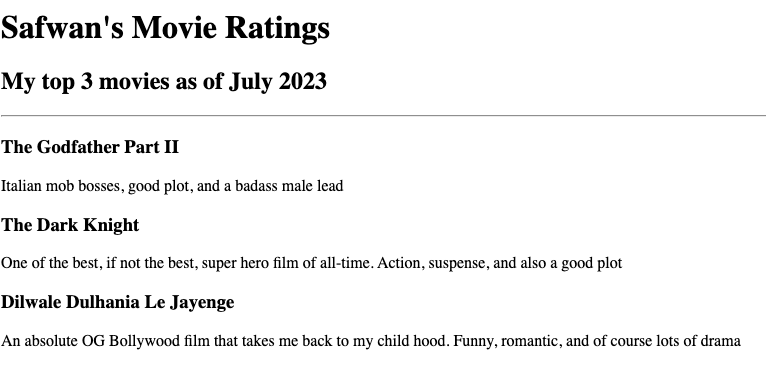 Safwan's Movie Ratings
My top 3 movies as of July 2023
The Godfather Part II
Italian mob bosses, good plot, and a badass male lead
The Dark Knight
One of the best, if not the best, super hero film of all-time. Action, suspense, and also a good plot
Dilwale Dulhania Le Jayenge
An absolute OG Bollywood film that takes me back to my child hood. Funny, romantic, and of course lots of drama